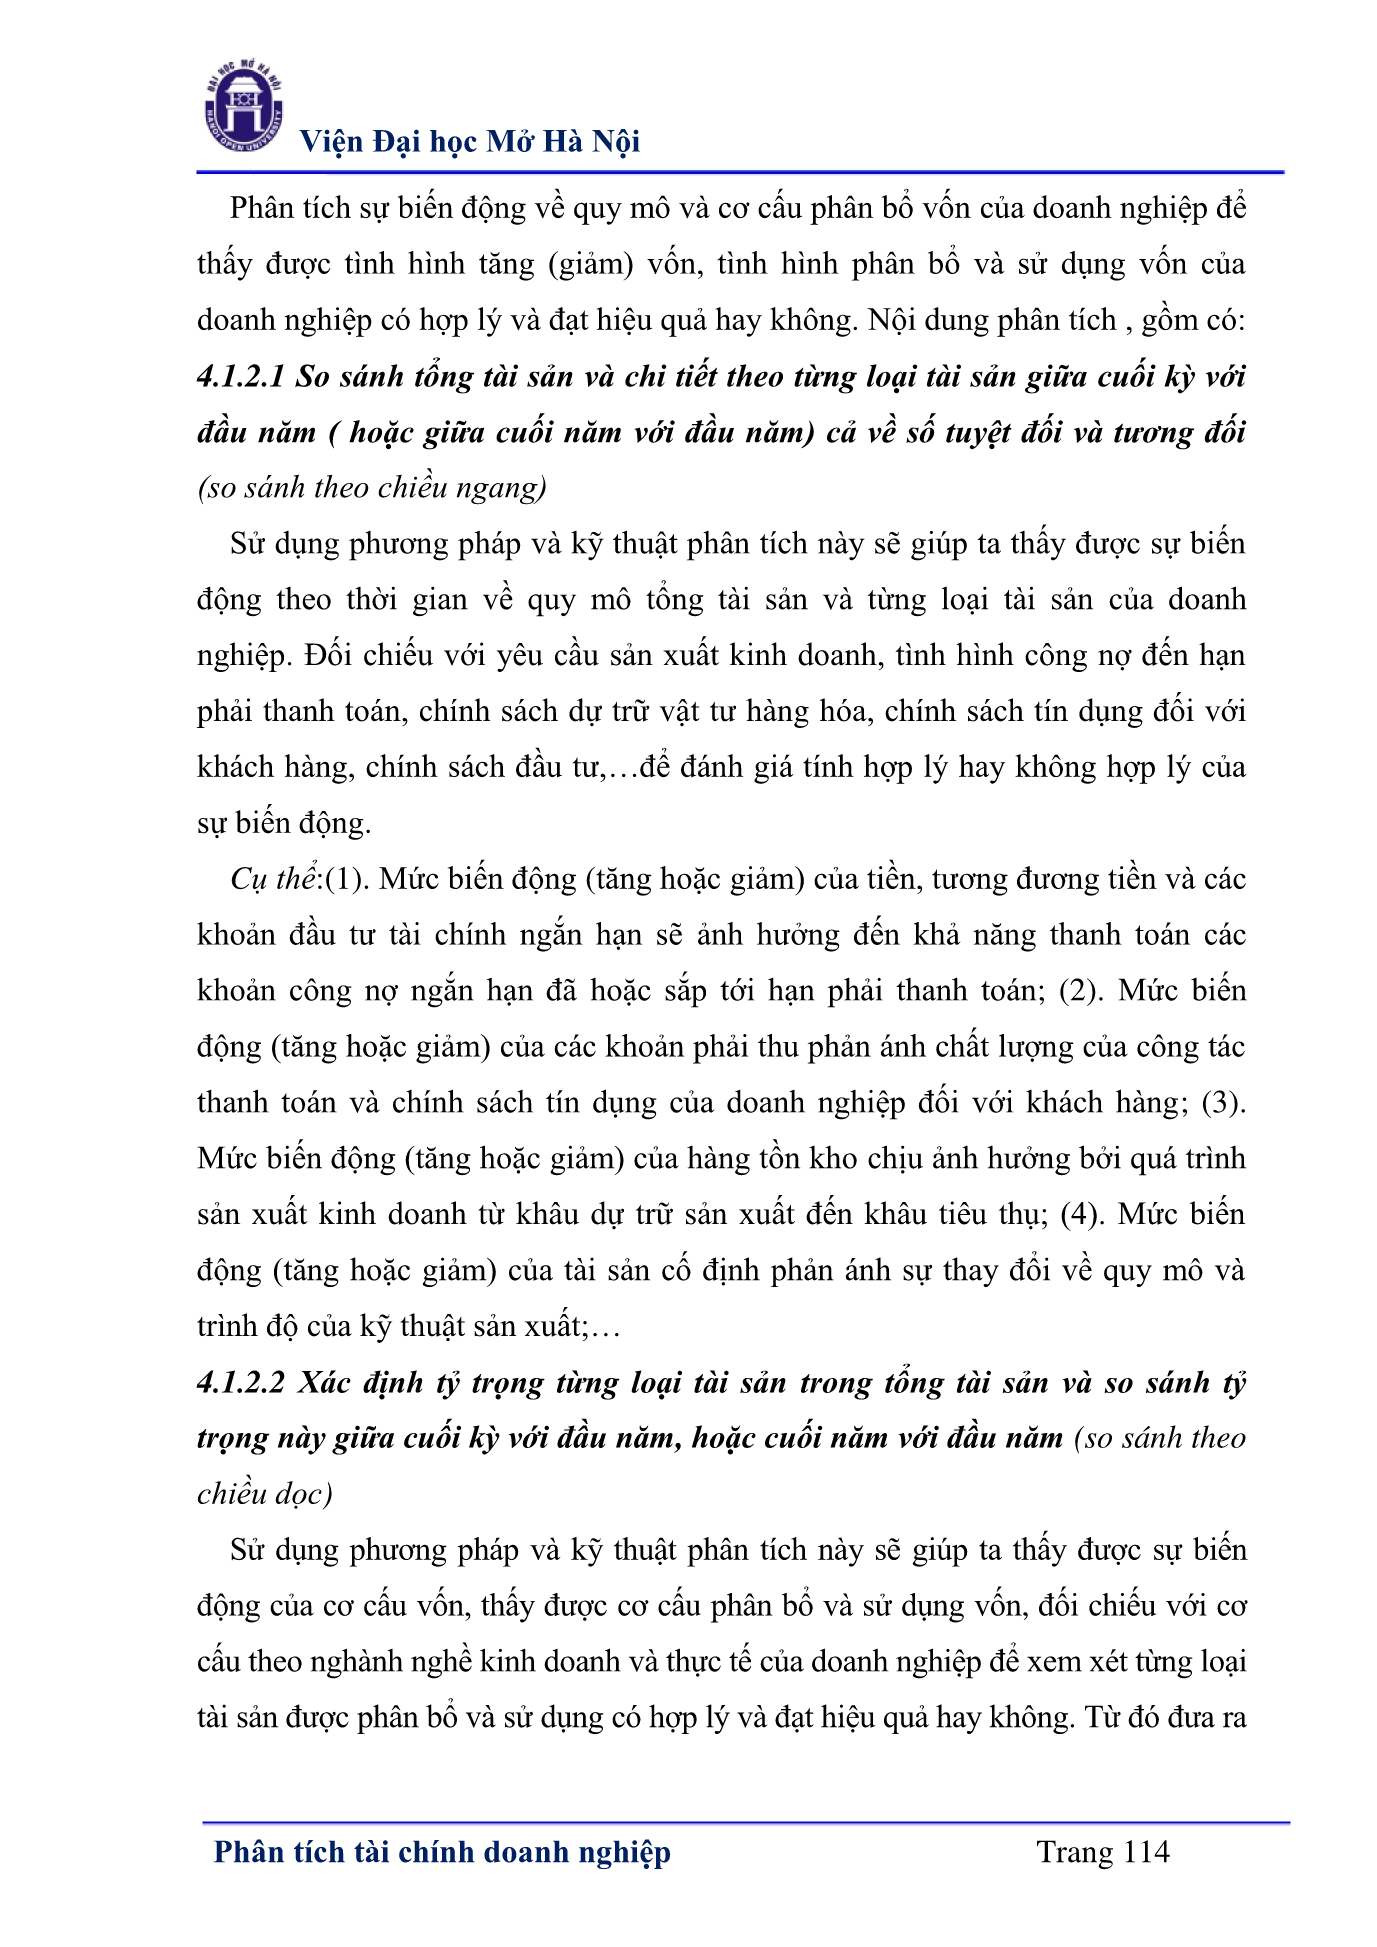 ĐẠI HỌC MỞ HÀ NỘI
HANOI OPEN UNIVERSITY
Viện Đại học Mở Hà Nội
Phân tích sự biến động về quy mô và cơ cấu phân bổ vốn của doanh nghiệp để
thấy được tình hình tăng (giảm) vốn, tình hình phân bổ và sử dụng vốn của
doanh nghiệp có hợp lý và đạt hiệu quả hay không. Nội dung phân tích , gồm có:
4.1.2.1 So sánh tổng tài sản và chi tiết theo từng loại tài sản giữa cuối kỳ với
đầu năm ( hoặc giữa cuối năm với đầu năm) cả về số tuyệt đối và tương đối
(so sánh theo chiều ngang)
Sử dụng phương pháp và kỹ thuật phân tích này sẽ giúp ta thấy được sự biến
động theo thời gian về quy mô tổng tài sản và từng loại tài sản của doanh
nghiệp. Đối chiếu với yêu cầu sản xuất kinh doanh, tình hình công nợ đến hạn
phải thanh toán, chính sách dự trữ vật tư hàng hóa, chính sách tín dụng đối với
khách hàng, chính sách đầu tư,…để đánh giá tính hợp lý hay không hợp lý của
sự biến động.
Cụ thể:(1). Mức biến động (tăng hoặc giảm) của tiền, tương đương tiền và các
khoản đầu tư tài chính ngắn hạn sẽ ảnh hưởng đến khả năng thanh toán các
khoản công nợ ngắn hạn đã hoặc sắp tới hạn phải thanh toán; (2). Mức biến
động (tăng hoặc giảm) của các khoản phải thu phản ánh chất lượng của công tác
thanh toán và chính sách tín dụng của doanh nghiệp đối với khách hàng; (3).
Mức biến động (tăng hoặc giảm) của hàng tồn kho chịu ảnh hưởng bởi quá trình
sản xuất kinh doanh từ khâu dự trữ sản xuất đến khâu tiêu thụ; (4). Mức biến
động (tăng hoặc giảm) của tài sản cố định phản ánh sự thay đổi về quy mô và
trình độ của kỹ thuật sản xuất;…
4.1.2.2 Xác định tỷ trọng từng loại tài sản trong tổng tài sản và so sánh tỷ
trọng này giữa cuối kỳ với đầu năm, hoặc cuối năm với đầu năm (so sánh theo
chiều dọc)
Sử dụng phương pháp và kỹ thuật phân tích này sẽ giúp ta thấy được sự biến
động của cơ cấu vốn, thấy được cơ cấu phân bổ và sử dụng vốn, đối chiếu với cơ
cấu theo nghành nghề kinh doanh và thực tế của doanh nghiệp để xem xét từng loại
tài sản được phân bổ và sử dụng có hợp lý và đạt hiệu quả hay không. Từ đó đưa ra
Phân tích tài chính doanh nghiệp Trang 114